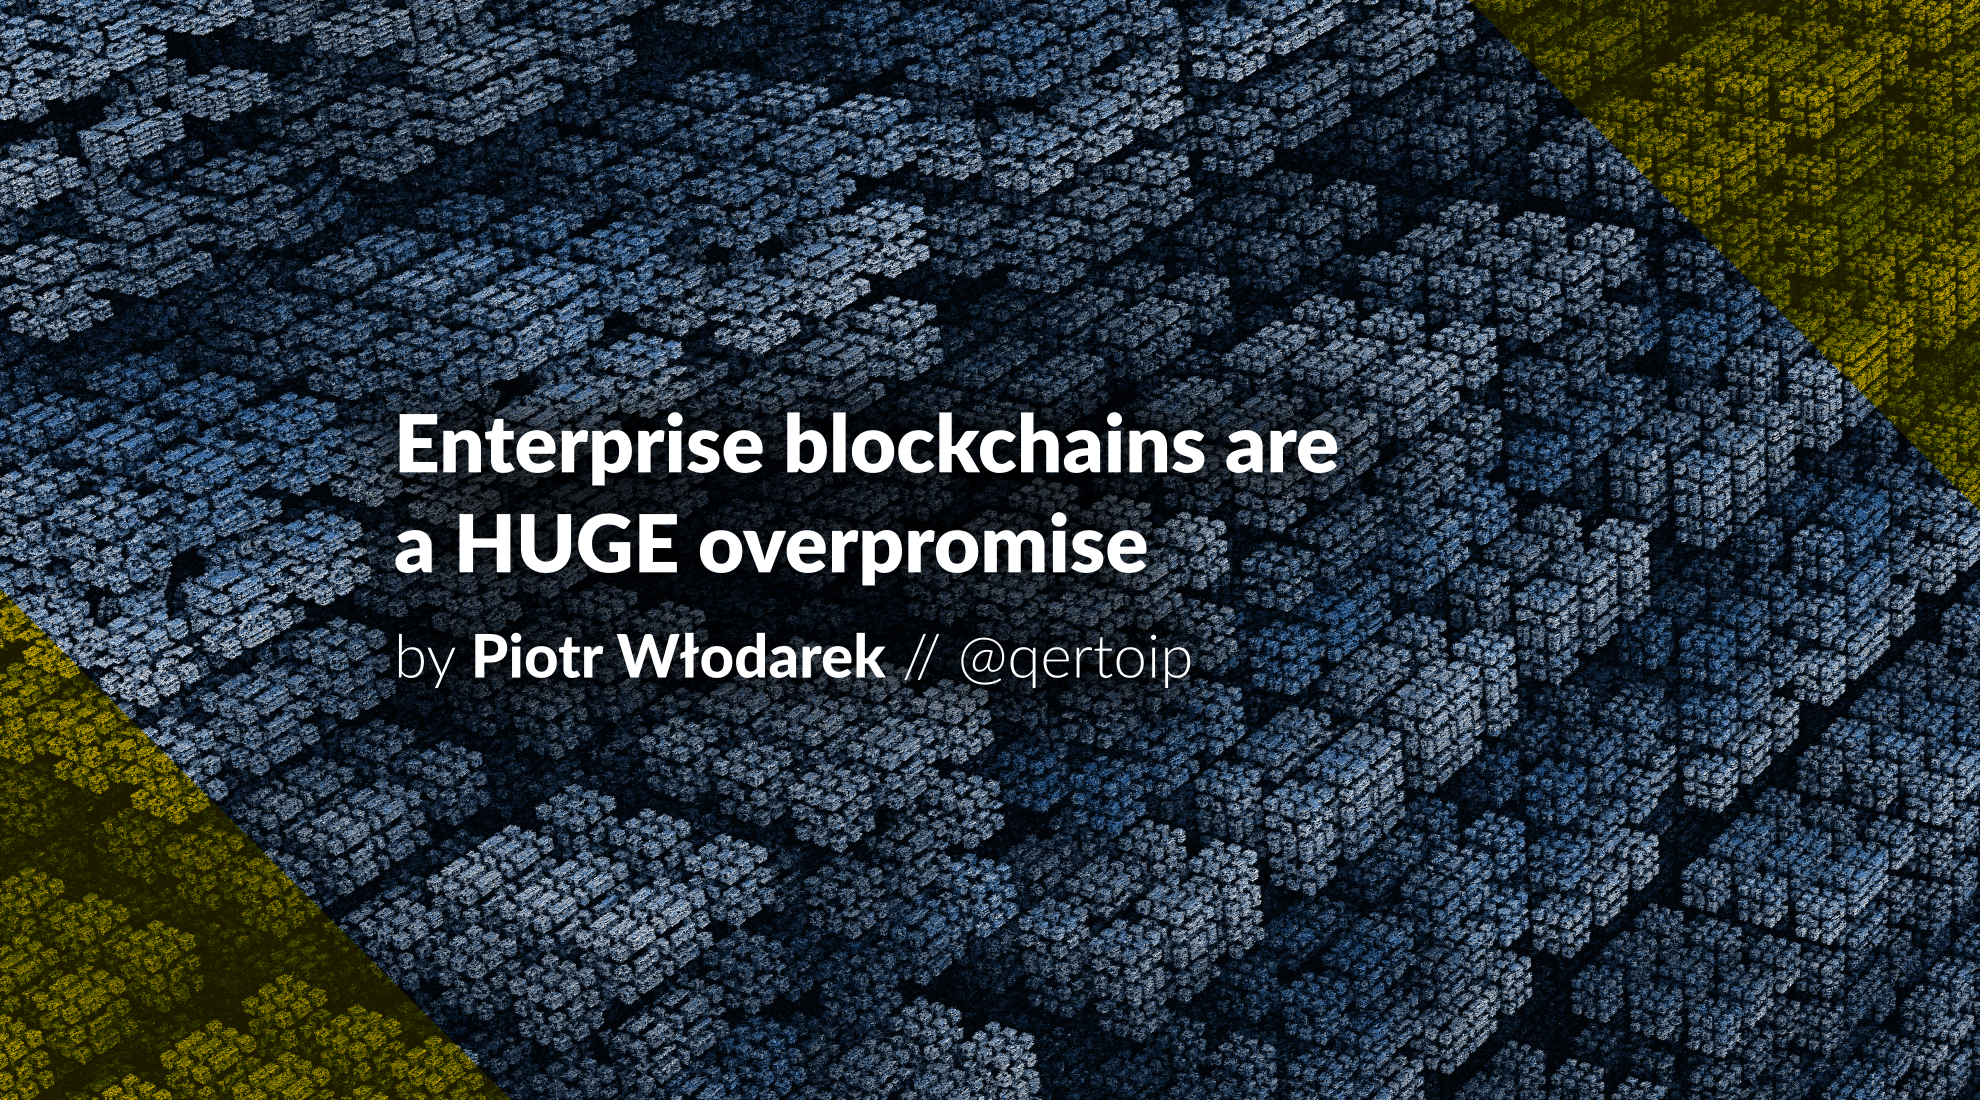 Enterprise blockchains are
a HUGE overpromise
by Piotr Włodarek // @qertoip